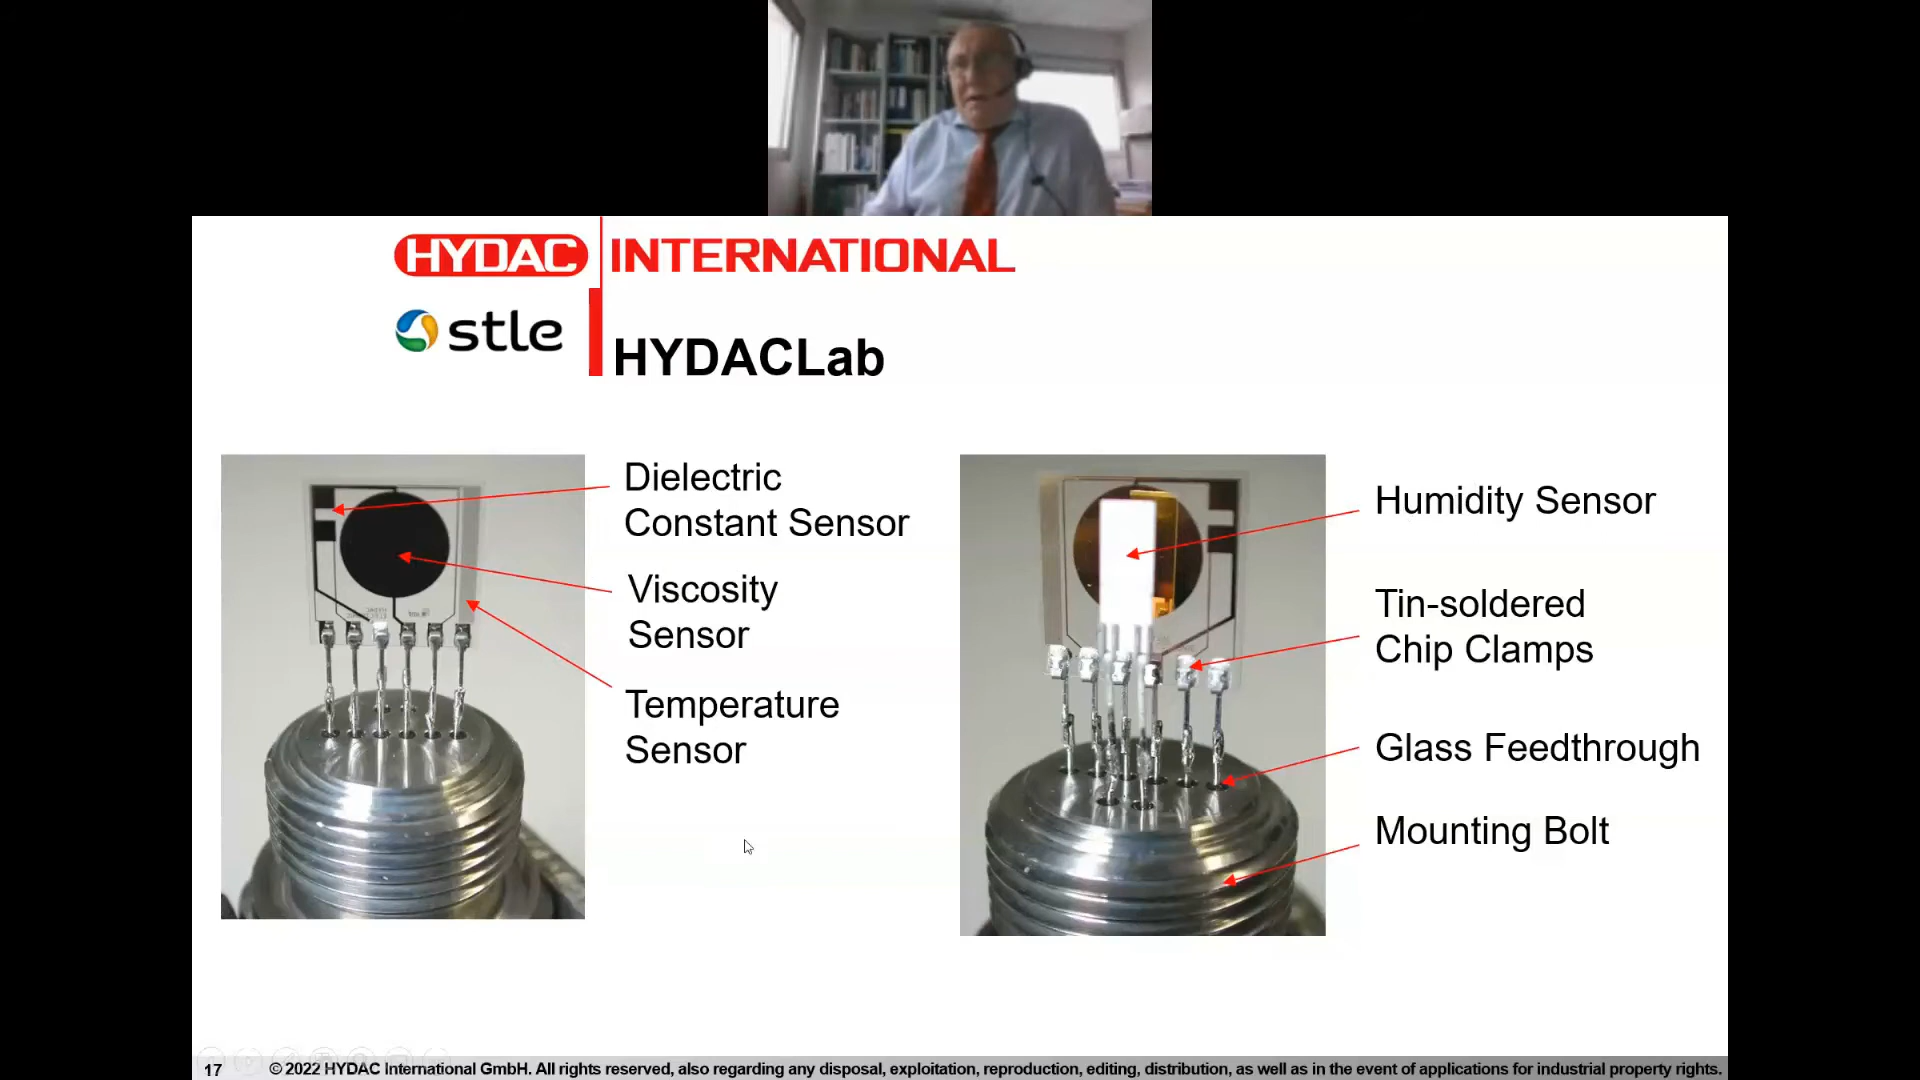 HYDAC INTERNATIONAL
stle
HYDACLab
Dielectric
Constant Sensor
Viscosity
Sensor
Temperature
Sensor
Humidity Sensor
Tin-soldered
Chip Clamps
Glass Feedthrough
Mounting Bolt
17
© 2022 HYDAC International GmbH. All rights reserved, also regarding any disposal, exploitation, reproduction, editing, distribution, as well as in the event of applications for industrial property rights.